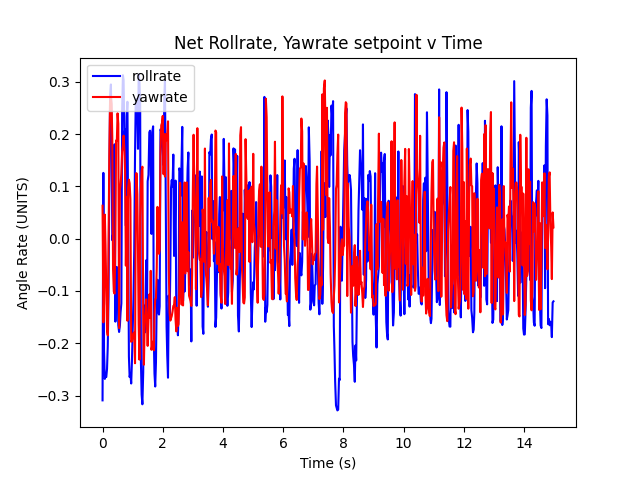 Net Rollrate, Yawrate setpoint v Time
rollrate
yawrate
Angle Rate (UNITS)
0.3
0.2
0.1
0.0
−0.1
−0.2
−0.3
0 2 4 6 8 10 12 14
Time (s)